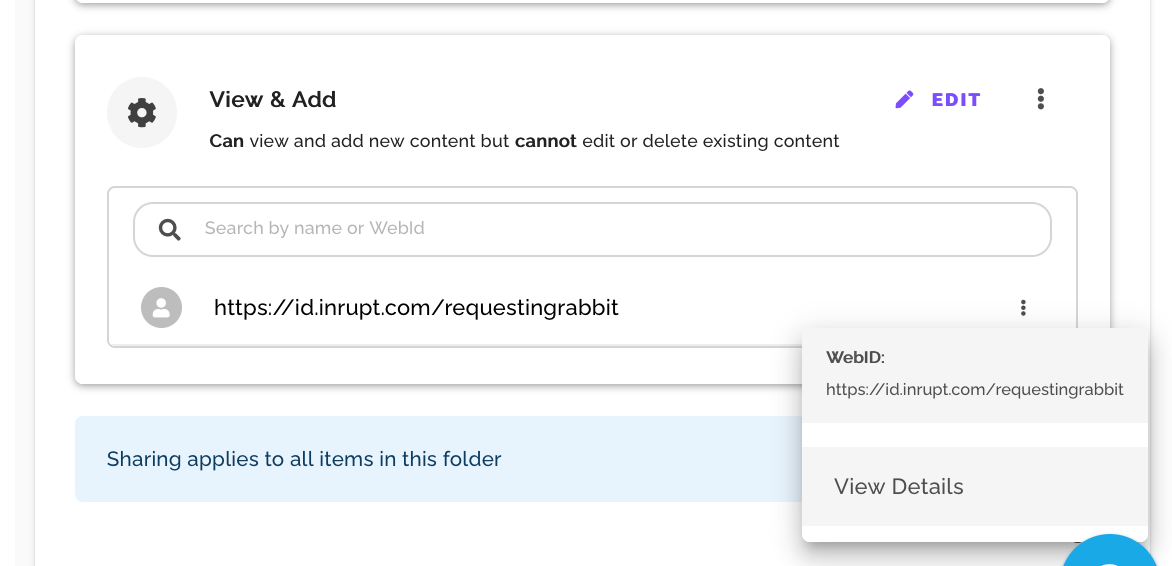 View & Add
EDIT
Can view and add new content but cannot edit or delete existing content
Search by name or WebId
https://id.inrupt.com/requestingrabbit
WebID:
https://id.inrupt.com/requestingrabbit
Sharing applies to all items in this folder
View Details